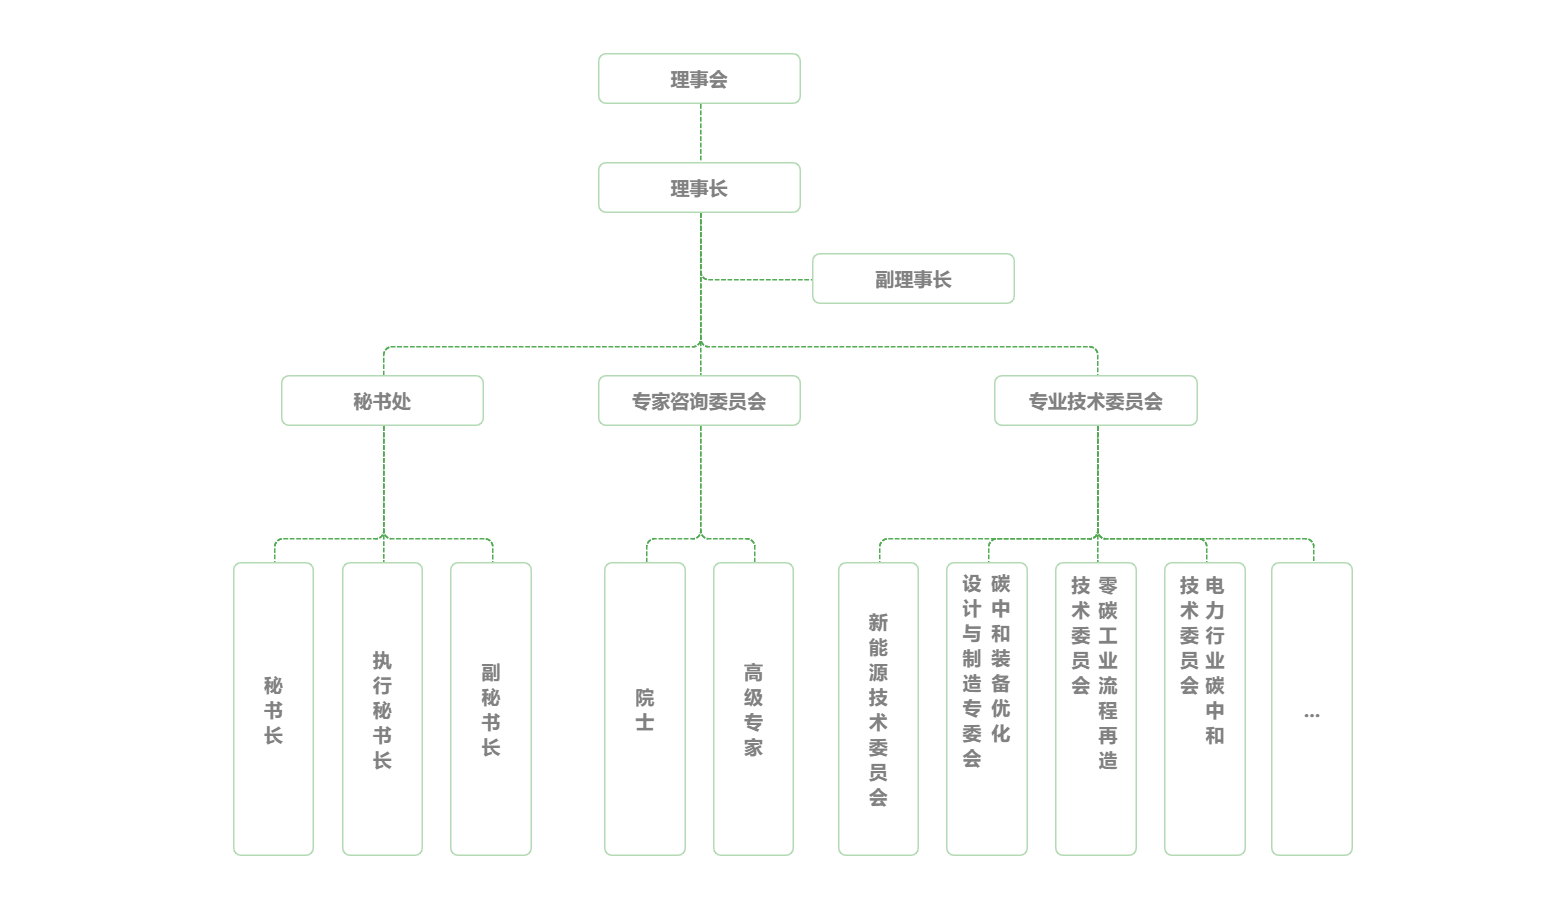 理事会
理事长
副理事长
秘书处
专家咨询委员会
专业技术委员会
秘书长
执行秘书长
副秘书长
院士
高级专家
新能源技术委员会
碳中和装备优化
设计与制造专委会
零碳工业流程再造
技术委员会
电力行业碳中和
技术委员会
...